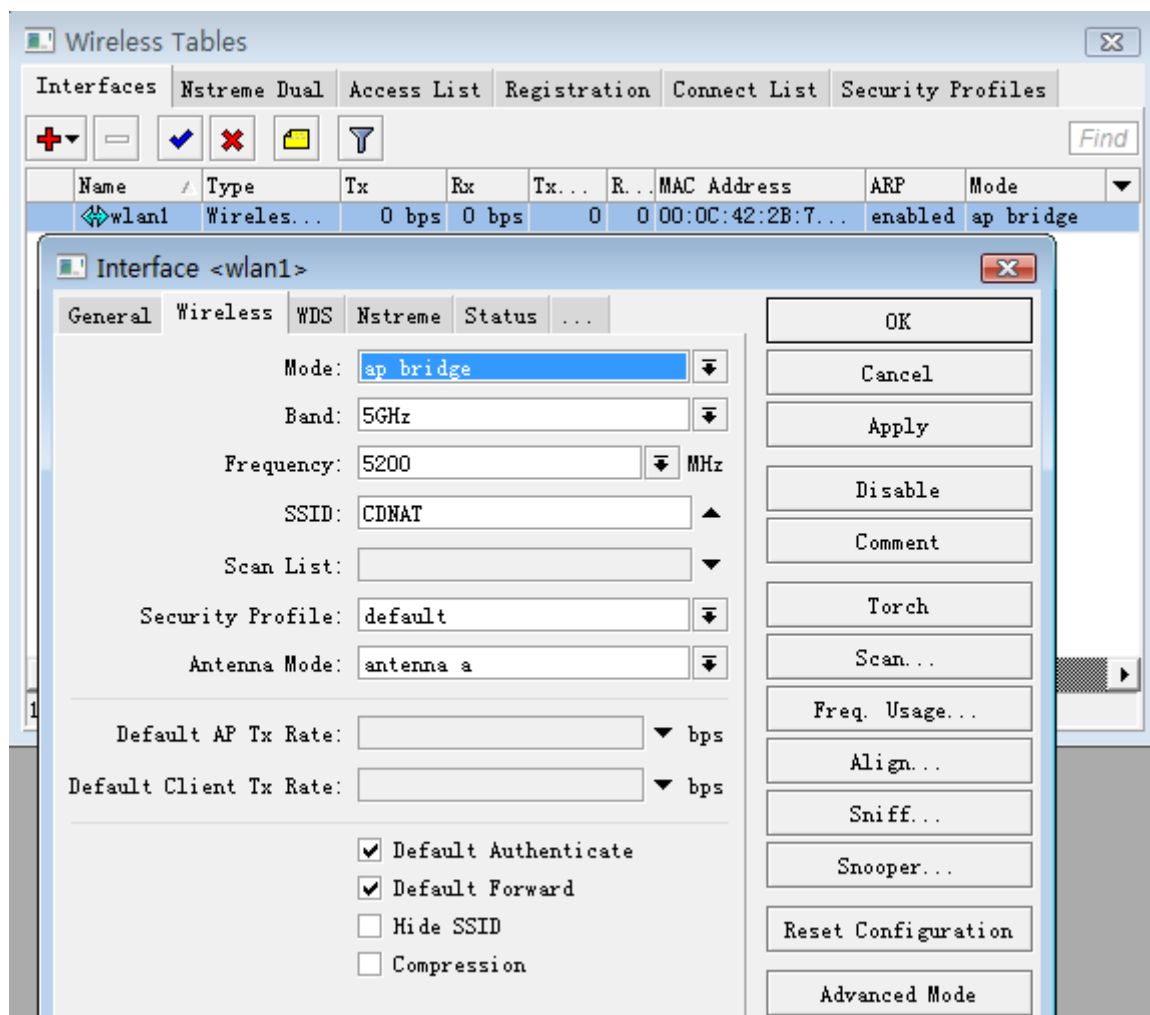 Wireless Tables
Interfaces Nstreme Dual Access List Registration Connect List Security Profiles
Find
Name Type Tx Rx Tx... R... MAC Address ARP Mode
wlan1 Wireles... 0 bps 0 bps 0 0 00:0C:42:2B:7... enabled ap bridge
Interface <wlan1>
General Wireless WDS Nstreme Status ...
Mode: ap bridge
Band: 5GHz
Frequency: 5200 MHz
SSID: CDNAT
Scan List:
Security Profile: default
Antenna Mode: antenna a
Default AP Tx Rate: bps
Default Client Tx Rate: bps
Default Authenticate
Default Forward
Hide SSID
Compression
OK
Cancel
Apply
Disable
Comment
Torch
Scan...
Freq. Usage...
Align...
Sniff...
Snooper...
Reset Configuration
Advanced Mode
1